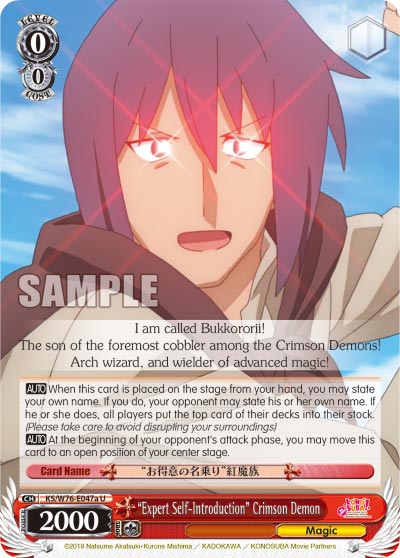 LEVEL
0
0
COST
SAMPLE
I am called Bukkororii!
The son of the foremost cobbler among the Crimson Demons!
Arch wizard, and wielder of advanced magic!
AUTO When this card is placed on the stage from your hand, you may state
your own name. If you do, your opponent may state his or her own name. If
he or she does, all players put the top card of their decks into their stock.
(Please take care to avoid disrupting your surroundings)
AUTO At the beginning of your opponent's attack phase, you may move this
card to an open position of your center stage.
Card Name
"お得意の名乗り"紅魔族
CH KS/W76-E047a U
"Expert Self-Introduction" Crimson Demon
POWER
2000
SOUL
Magic
©2019 Natsume Akatsuki・Kurone Mishima / KADOKAWA / KONOSUBA Movie Partners